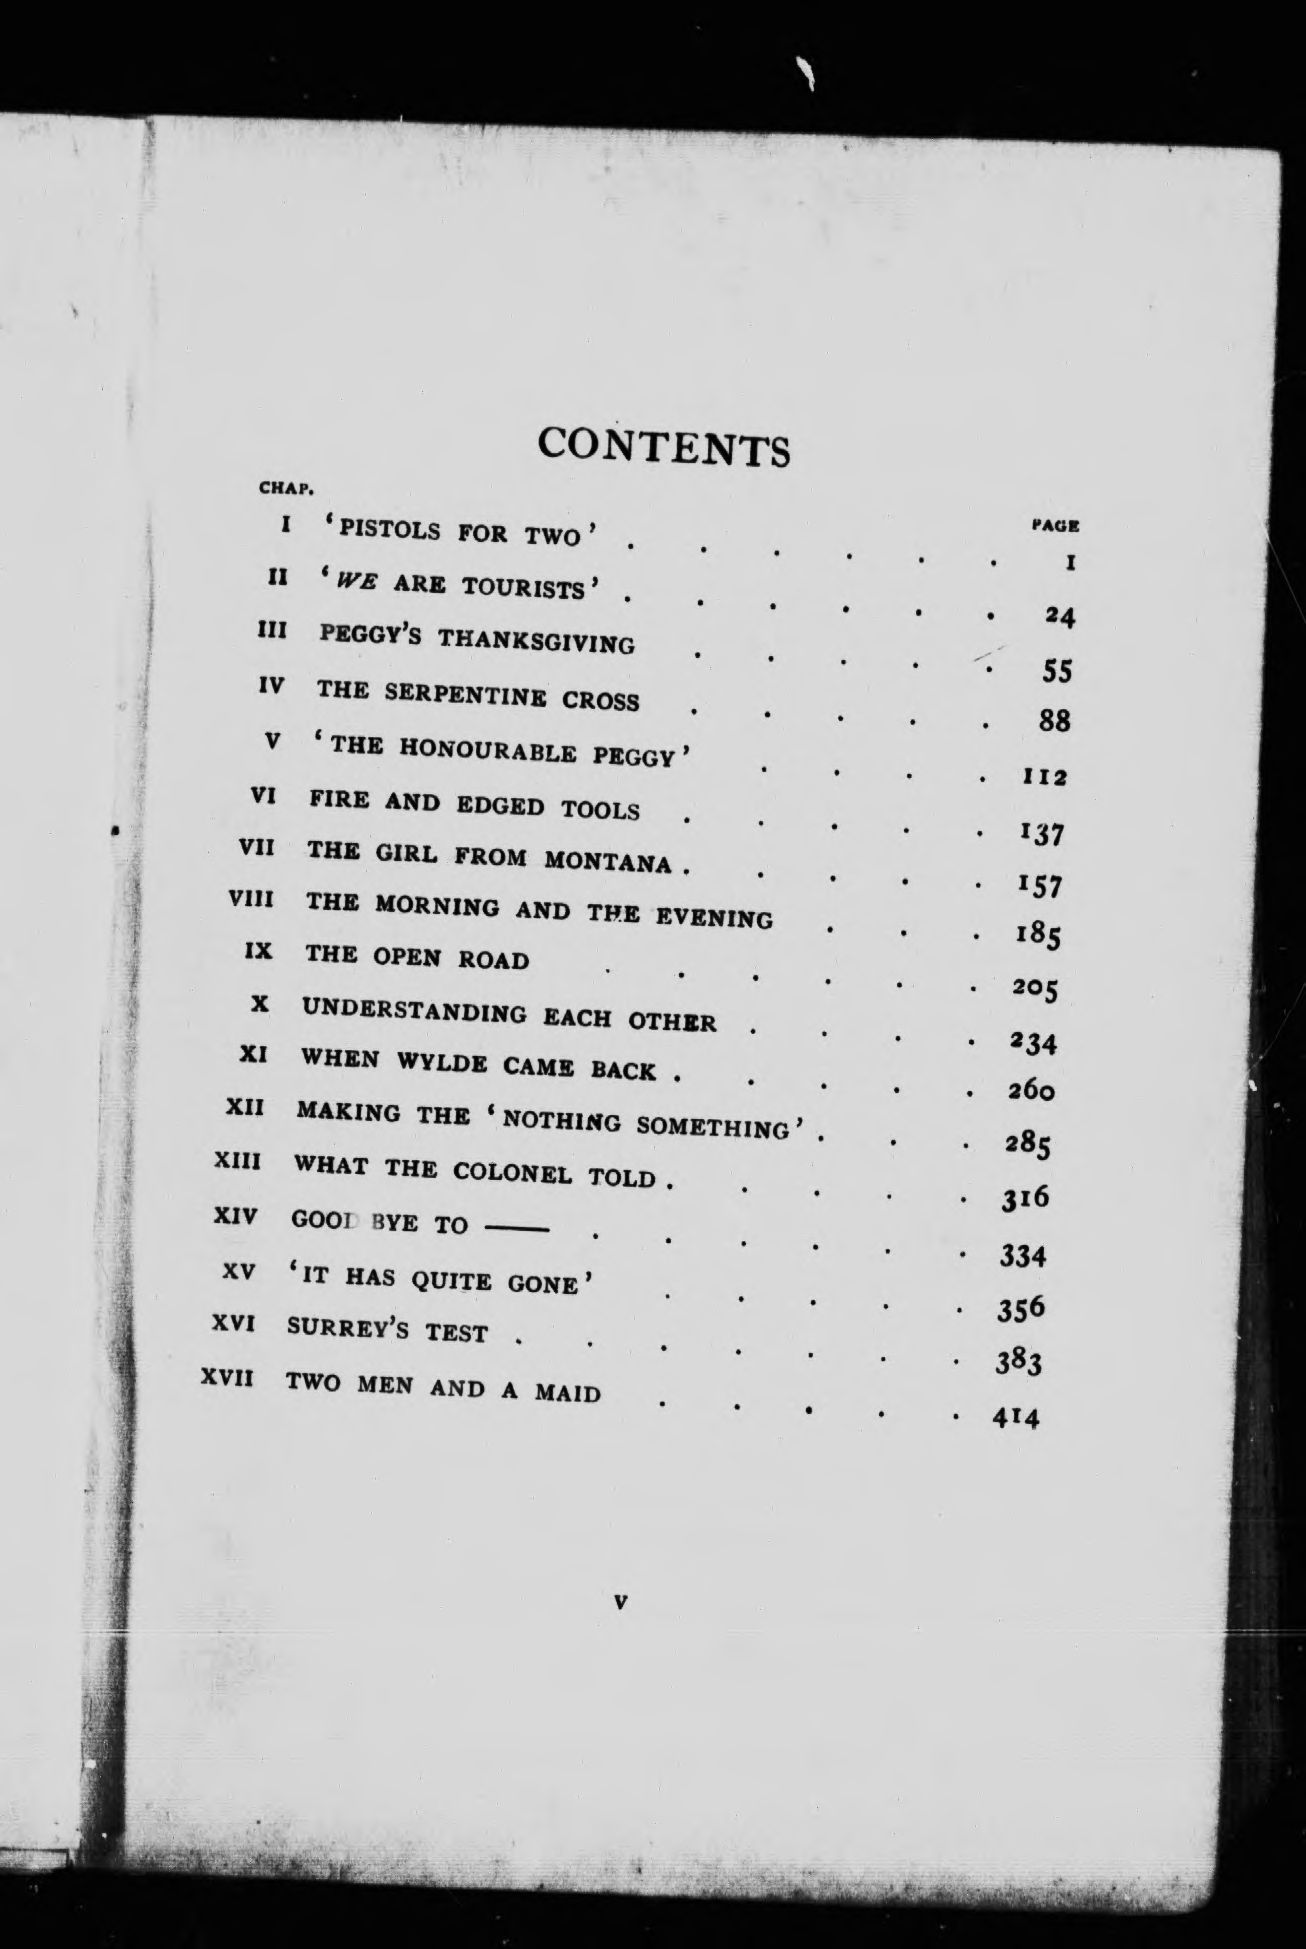 CONTENTS
CHAP.
PAGE
I 'PISTOLS FOR TWO' . . . . . . 1
II 'WE ARE TOURISTS' . . . . . . 24
III PEGGY'S THANKSGIVING . . . . . 55
IV THE SERPENTINE CROSS . . . . . 88
V 'THE HONOURABLE PEGGY' . . . . 112
VI FIRE AND EDGED TOOLS . . . . . 137
VII THE GIRL FROM MONTANA . . . . . 157
VIII THE MORNING AND THE EVENING . . . 185
IX THE OPEN ROAD . . . . . . 205
X UNDERSTANDING EACH OTHER . . . . 234
XI WHEN WYLDE CAME BACK . . . . . 260
XII MAKING THE 'NOTHING SOMETHING' . . . 285
XIII WHAT THE COLONEL TOLD . . . . . 316
XIV GOOD BYE TO —— . . . . . . 334
XV 'IT HAS QUITE GONE' . . . . . 356
XVI SURREY'S TEST . . . . . . . 383
XVII TWO MEN AND A MAID . . . . . 414
v